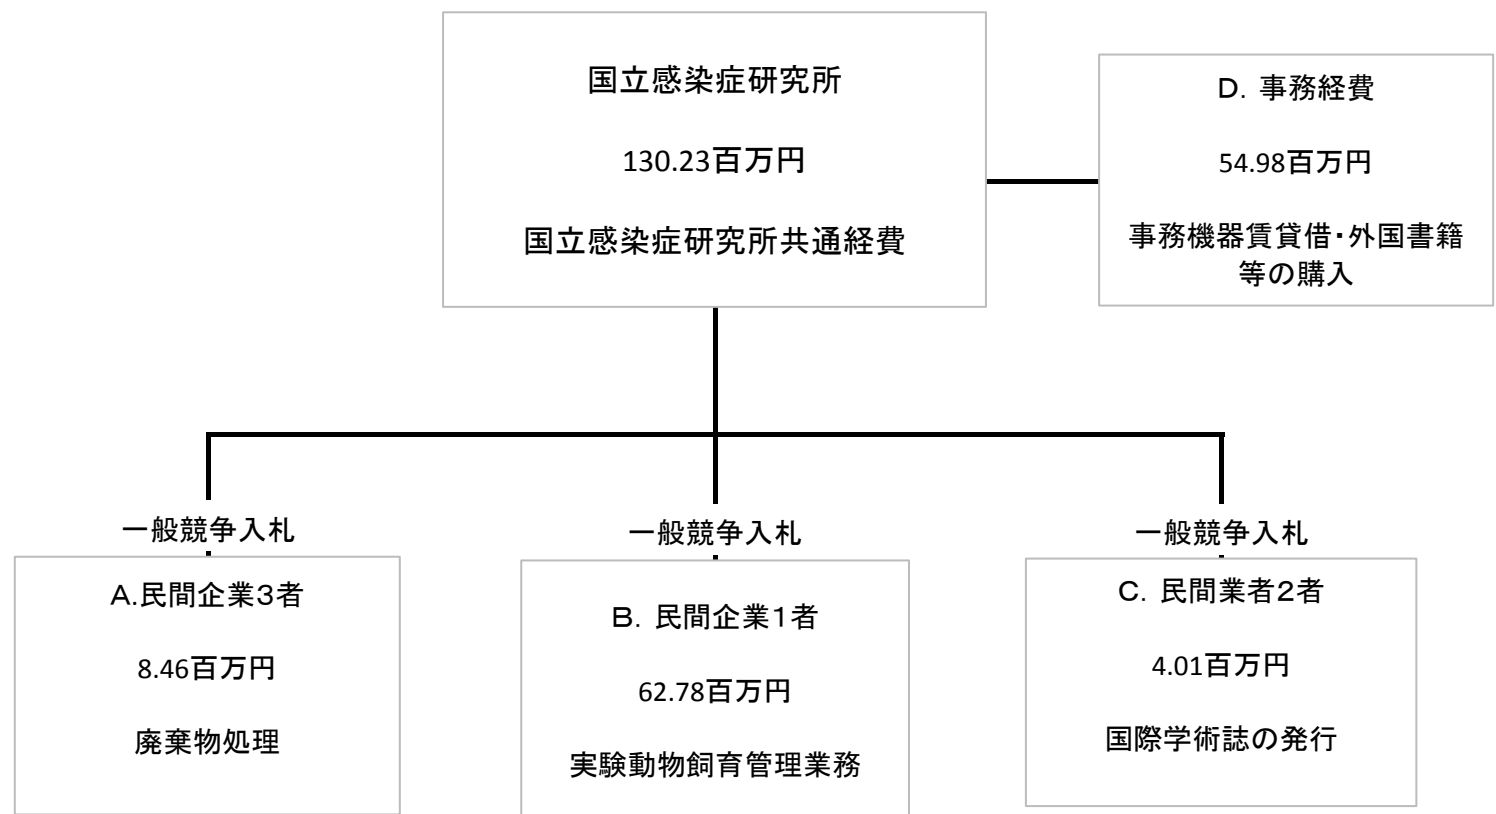 国立感染症研究所
130.23百万円
国立感染症研究所共通経費
D. 事務経費
54.98百万円
事務機器賃貸借・外国書籍
等の購入
一般競争入札
A.民間企業3者
8.46百万円
廃棄物処理
一般競争入札
B. 民間企業1者
62.78百万円
実験動物飼育管理業務
一般競争入札
C. 民間業者2者
4.01百万円
国際学術誌の発行